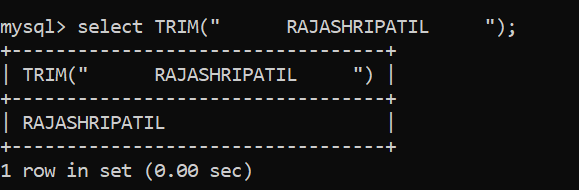 mysql> select TRIM("      RAJASHRIPATIL     ");
+---------------------------------+
| TRIM("      RAJASHRIPATIL     ") |
+---------------------------------+
| RAJASHRIPATIL                   |
+---------------------------------+
1 row in set (0.00 sec)